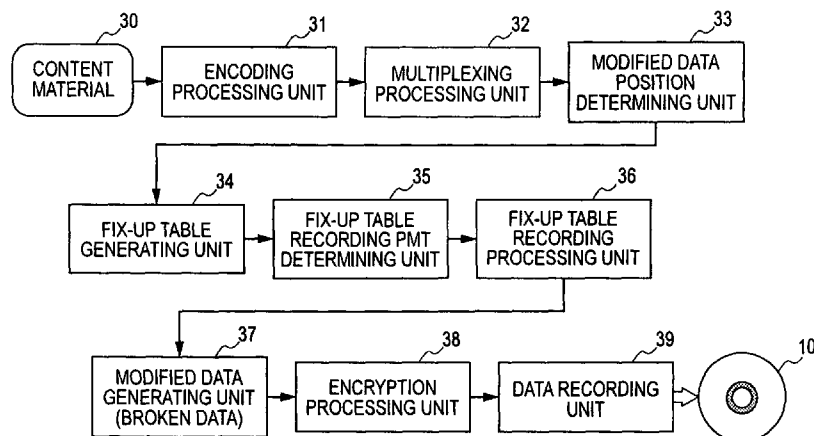 30
CONTENT
MATERIAL
31
ENCODING
PROCESSING UNIT
32
MULTIPLEXING
PROCESSING UNIT
33
MODIFIED DATA
POSITION
DETERMINING UNIT
34
FIX-UP TABLE
GENERATING UNIT
35
FIX-UP TABLE
RECORDING PMT
DETERMINING UNIT
36
FIX-UP TABLE
RECORDING
PROCESSING UNIT
37
MODIFIED DATA
GENERATING UNIT
(BROKEN DATA)
38
ENCRYPTION
PROCESSING UNIT
39
DATA RECORDING
UNIT
10